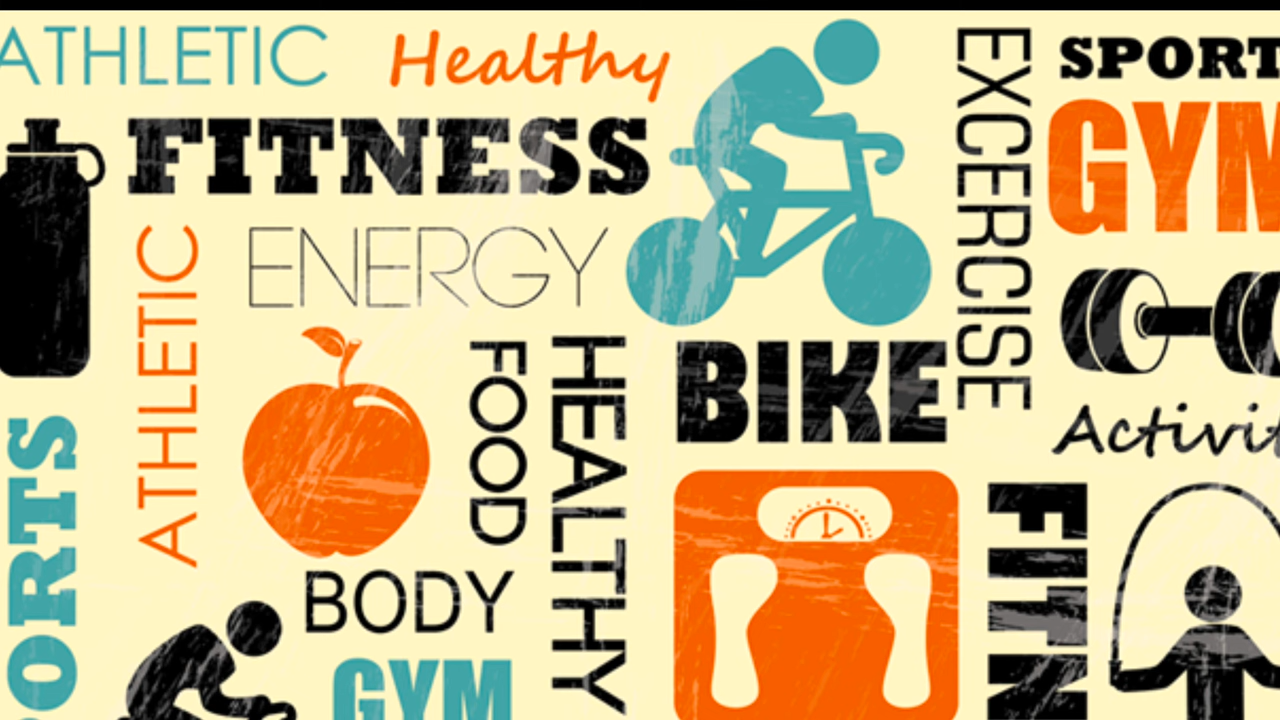 ATHLETIC
Healthy
EXCERCISE
SPORT
FITNESS
GYM
ATHLETIC
ENERGY
FOOD
HEALTHY
BIKE
Activit
ORTS
FITN
BODY
GYM